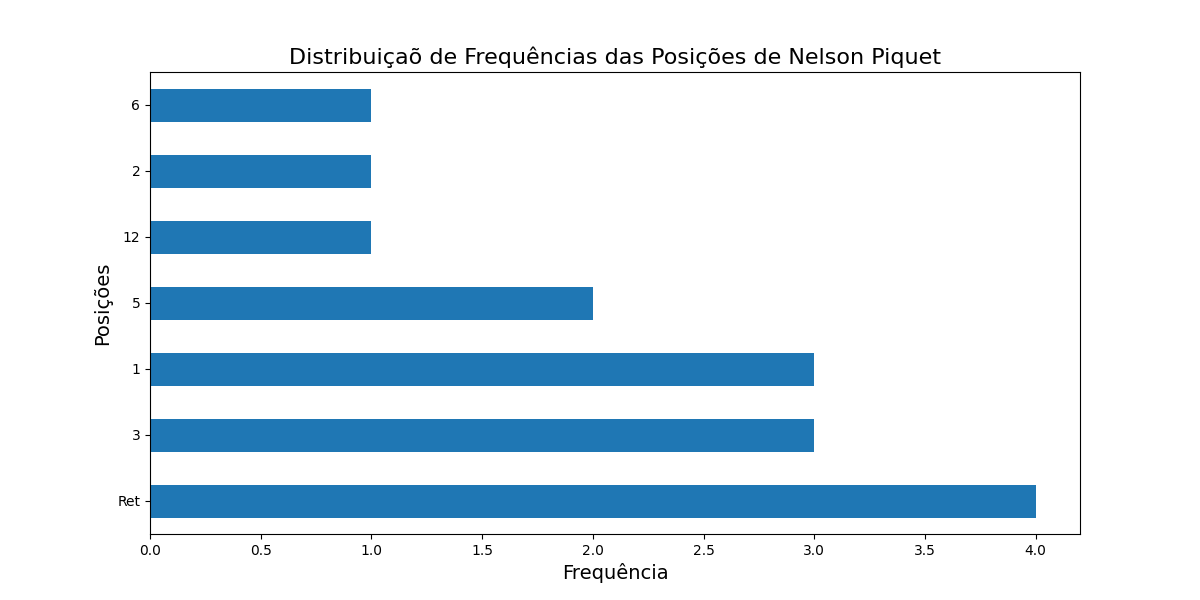 Distribuiçaõ de Frequências das Posições de Nelson Piquet
6
2
12
5
1
3
Ret
Posições
0.0 0.5 1.0 1.5 2.0 2.5 3.0 3.5 4.0
Frequência